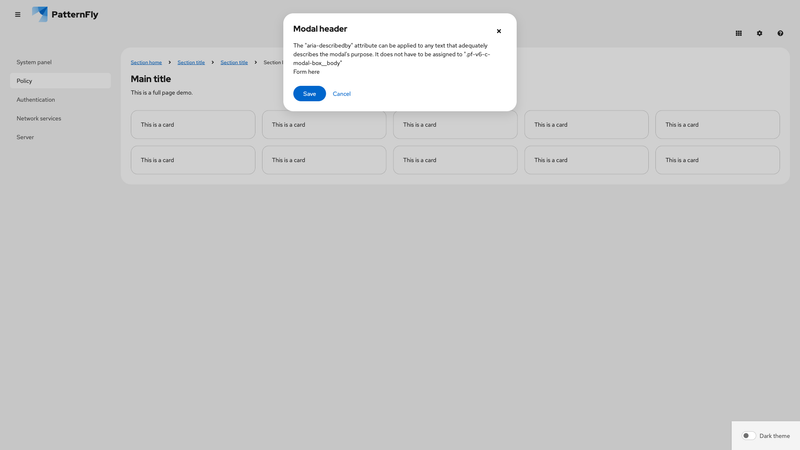 PatternFly
Modal header
The "aria-describedby" attribute can be applied to any text that adequately
describes the modal's purpose. It does not have to be assigned to ".pf-v6-c-
modal-box__body"
Form here
Save
Cancel
System panel
Policy
Authentication
Network services
Server
Section home
Section title
Section title
Main title
This is a full page demo.
This is a card
This is a card
This is a card
This is a card
This is a card
This is a card
This is a card
This is a card
This is a card
This is a card
Dark theme